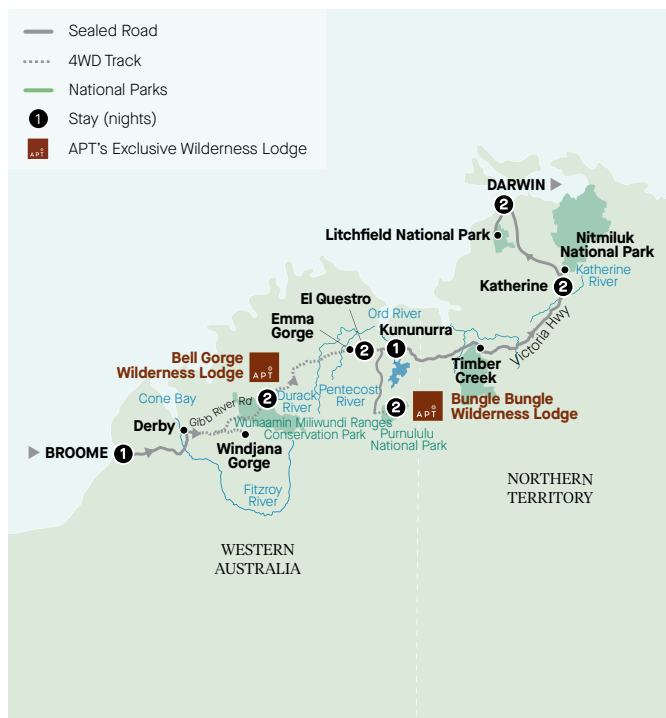 Sealed Road
4WD Track
National Parks
1 Stay (nights)
APT APT's Exclusive Wilderness Lodge
DARWIN
2
Litchfield National Park
Nitmiluk
National Park
Katherine
River
Katherine 2
El Questro
Ord River
Emma
Gorge
Kununurra
2
1
Victoria Hwy
Timber
Creek
Bell Gorge
Wilderness Lodge
APT
Pentecost
River
Durack
River
2
Cone Bay
Gibb River Rd
2
APT
Bungle Bungle
Wilderness Lodge
Derby
Wunaamin Miliwundi Ranges
Conservation Park
Purnululu
National Park
BROOME 1
Windjana
Gorge
Fitzroy
River
NORTHERN
TERRITORY
WESTERN
AUSTRALIA